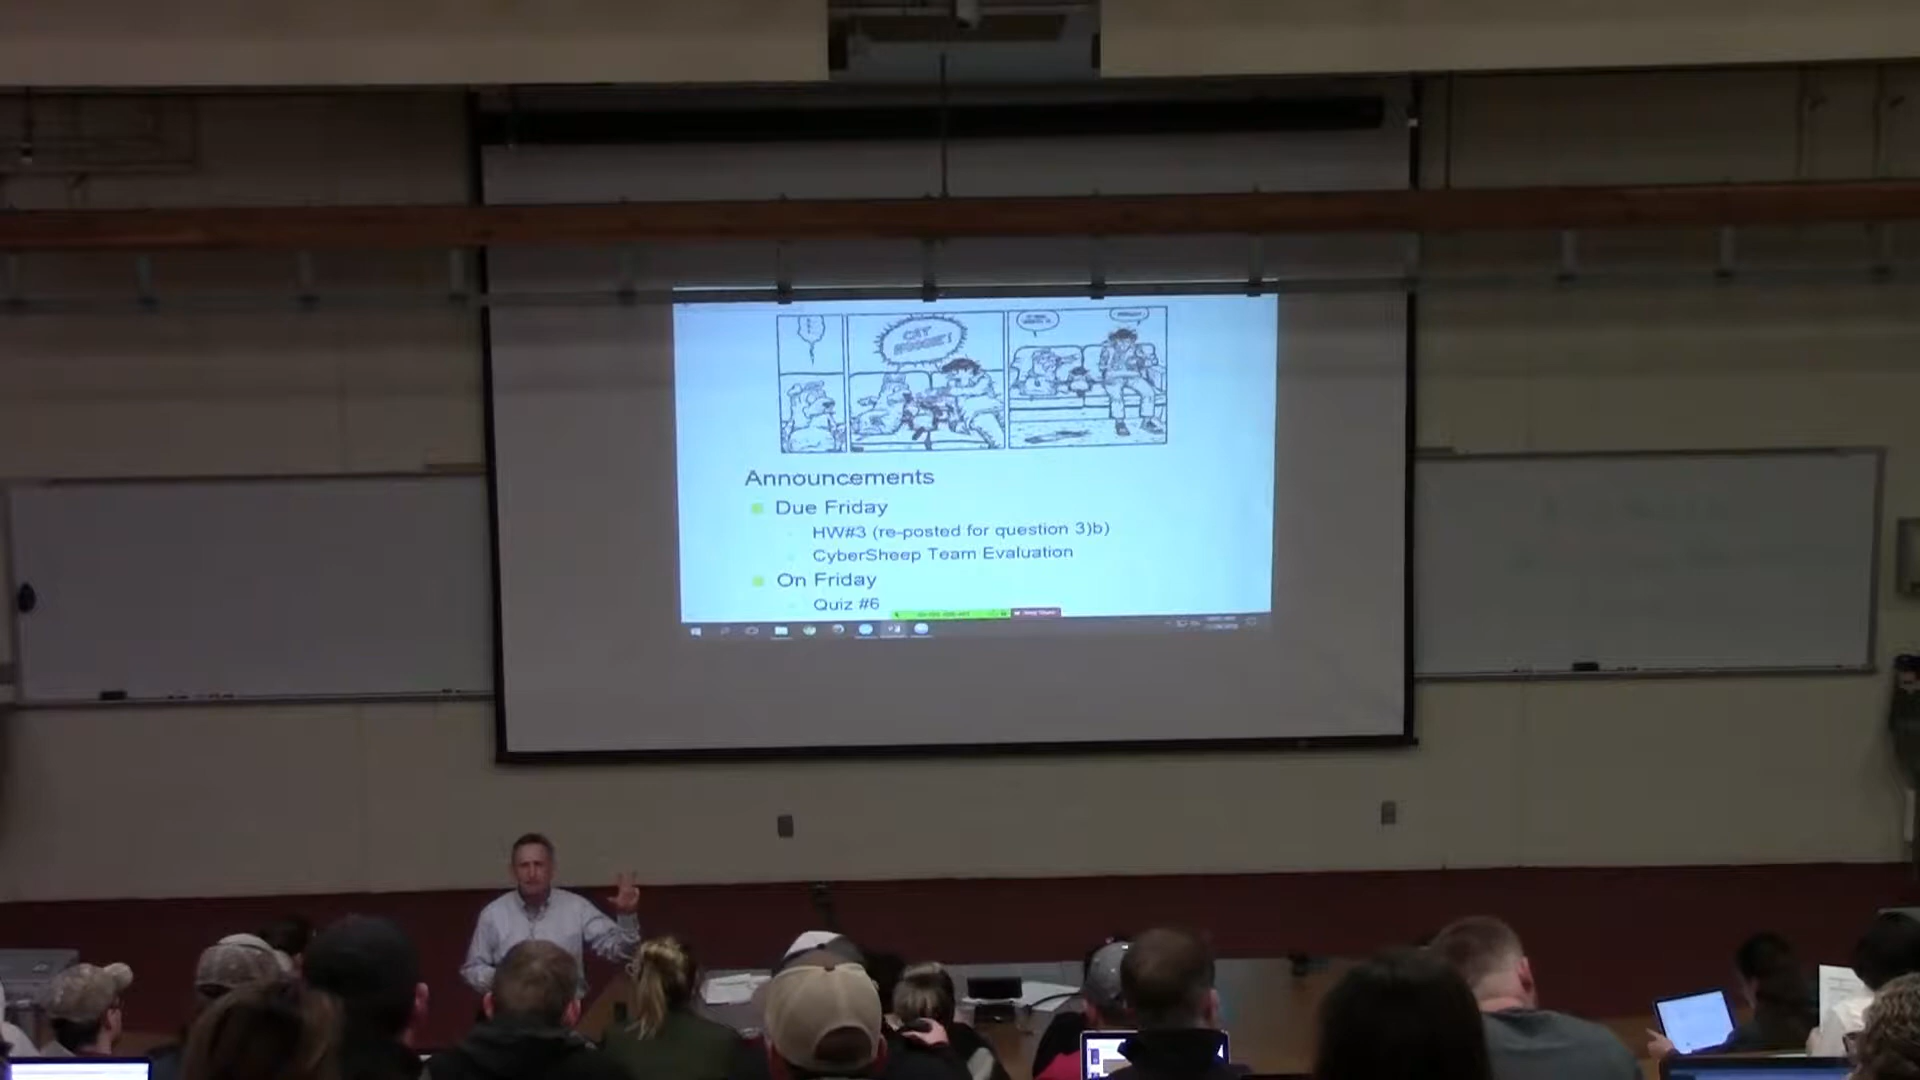 CAT
BOOGIE!
Announcements
Due Friday
HW#3 (re-posted for question 3)b)
CyberSheep Team Evaluation
On Friday
Quiz #6